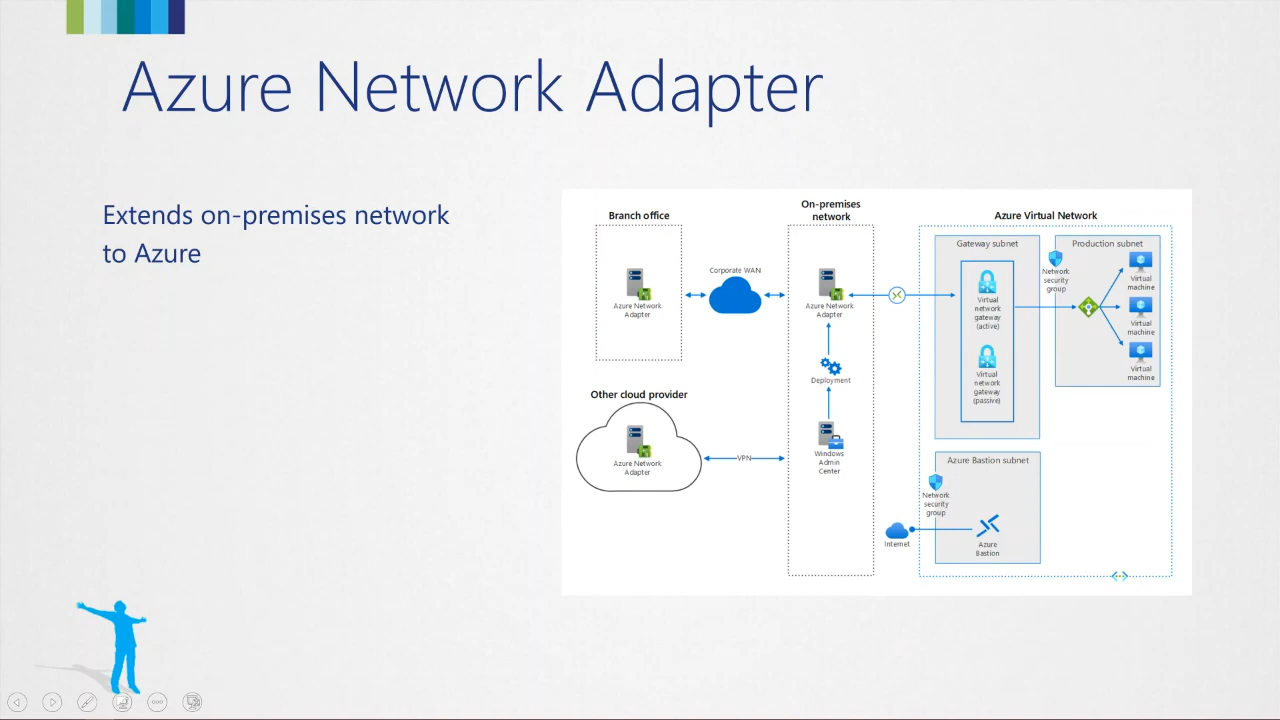 Azure Network Adapter
Extends on-premises network
to Azure
Branch office
Azure Network
Adapter
Corporate WAN
Other cloud provider
Azure Network
Adapter
VPN
On-premises
network
Azure Network
Adapter
Deployment
Windows
Admin
Center
Azure Virtual Network
Gateway subnet
Virtual
network
gateway
(active)
Virtual
network
gateway
(passive)
Network
security
group
Production subnet
Virtual
machine
Virtual
machine
Virtual
machine
Azure Bastion subnet
Network
security
group
Internet
Azure
Bastion